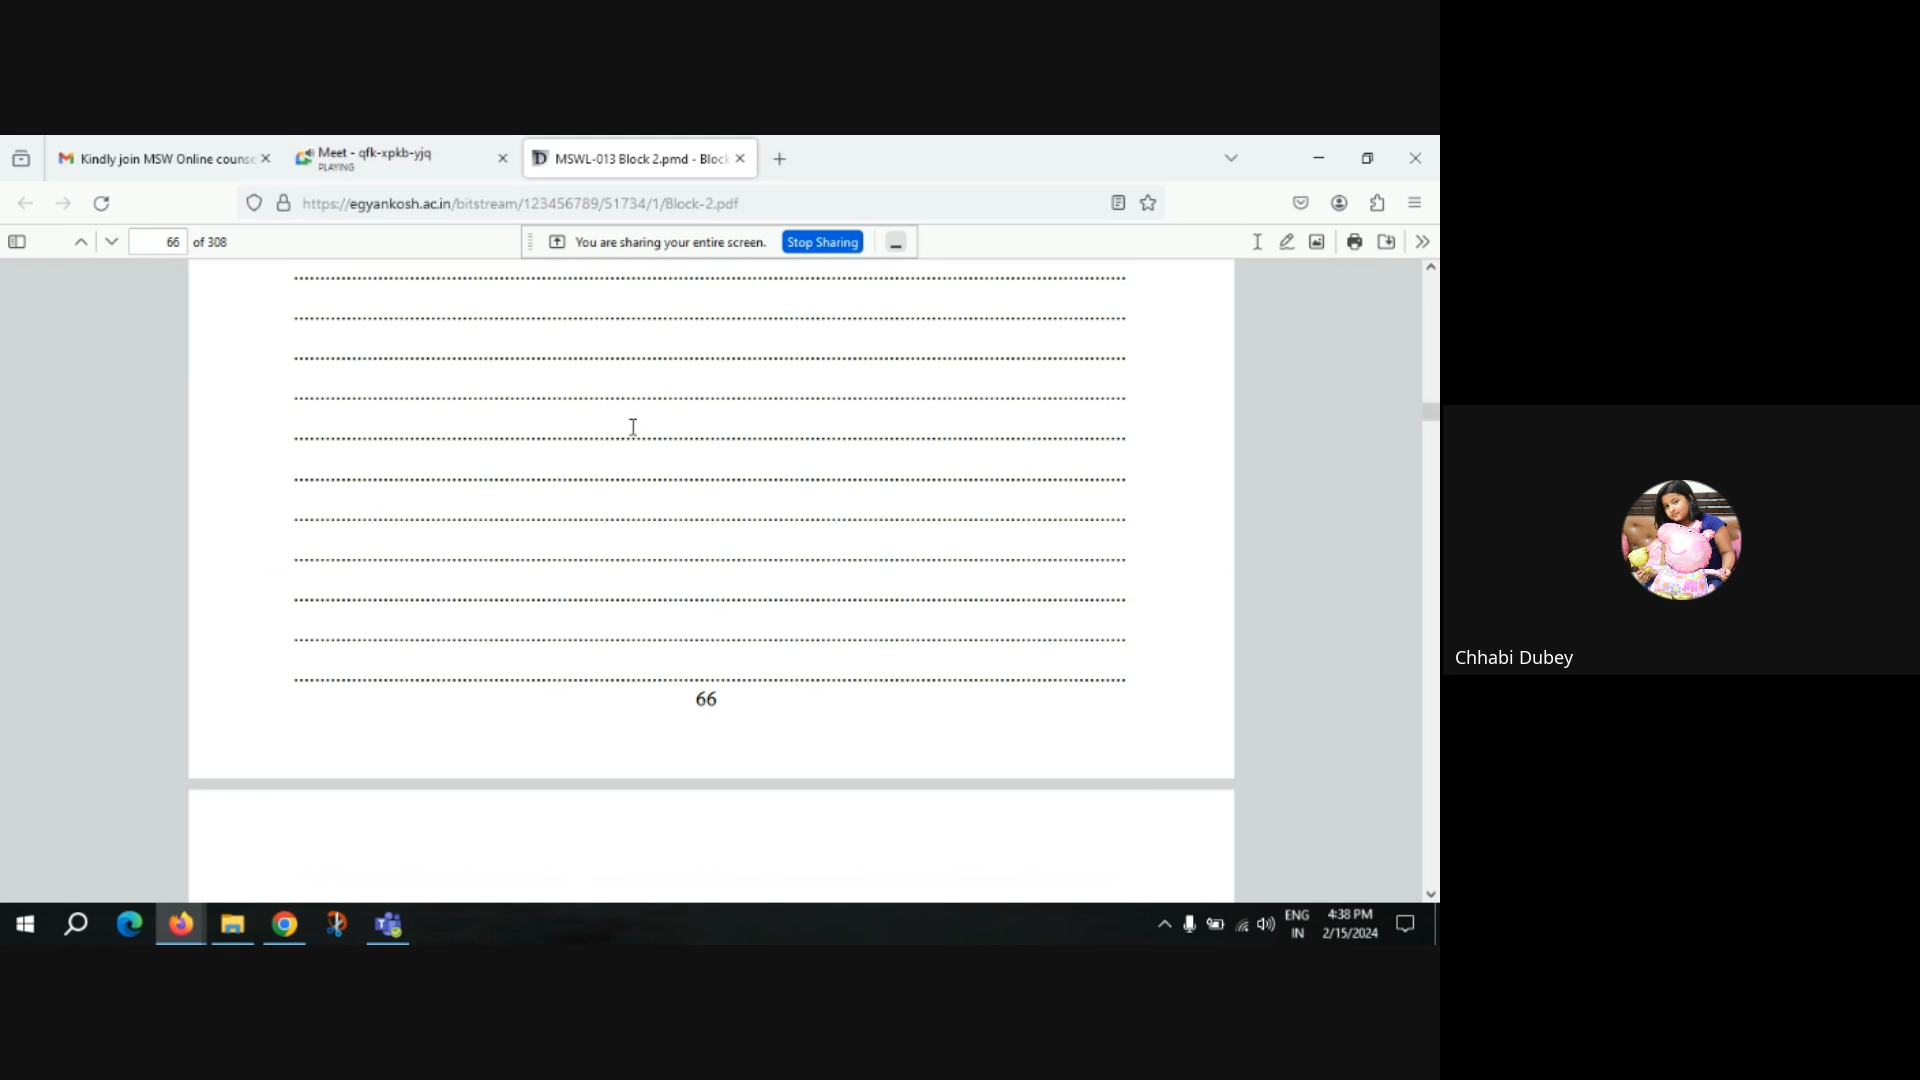 Kindly join MSW Online counse
Meet - qfk-xpkb-yjq
PLAYING
MSWL-013 Block 2.pmd - Block
https://egyankosh.ac.in/bitstream/123456789/51734/1/Block-2.pdf
66 of 308
You are sharing your entire screen. Stop Sharing
66
Chhabi Dubey
ENG
IN
4:38 PM
2/15/2024